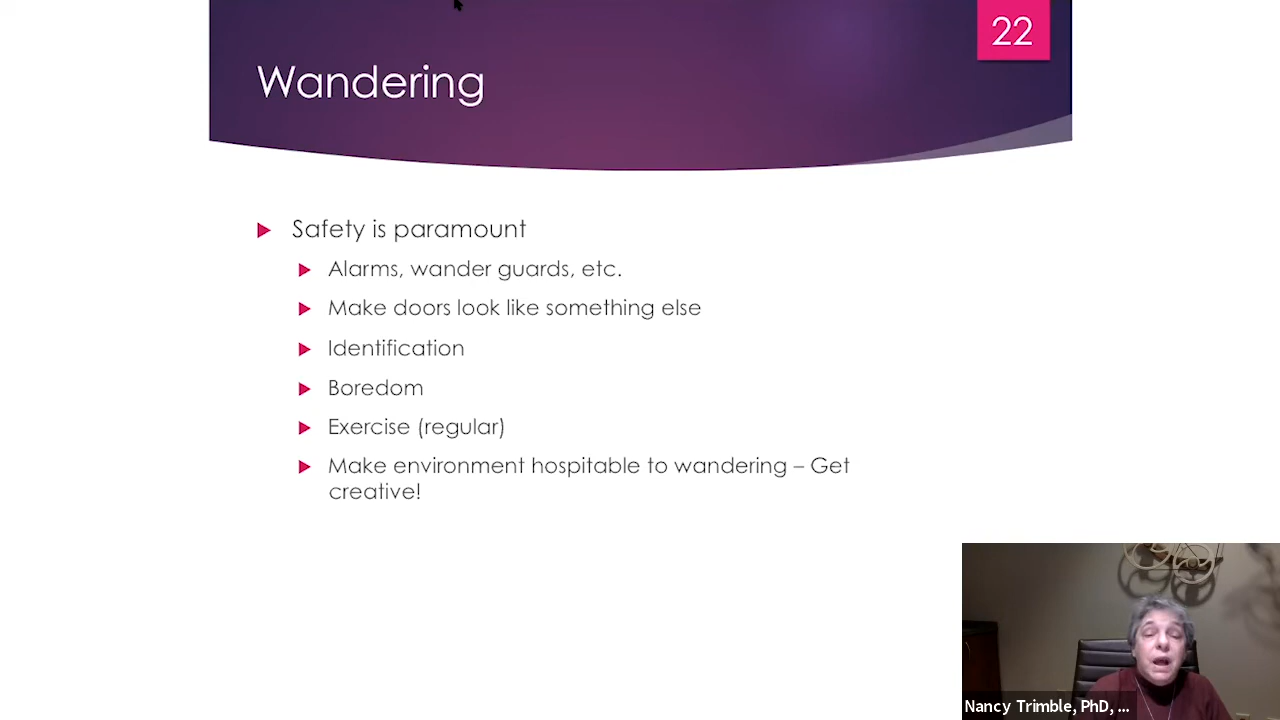 22
Wandering
Safety is paramount
Alarms, wander guards, etc.
Make doors look like something else
Identification
Boredom
Exercise (regular)
Make environment hospitable to wandering – Get
creative!
Nancy Trimble, PhD, ...